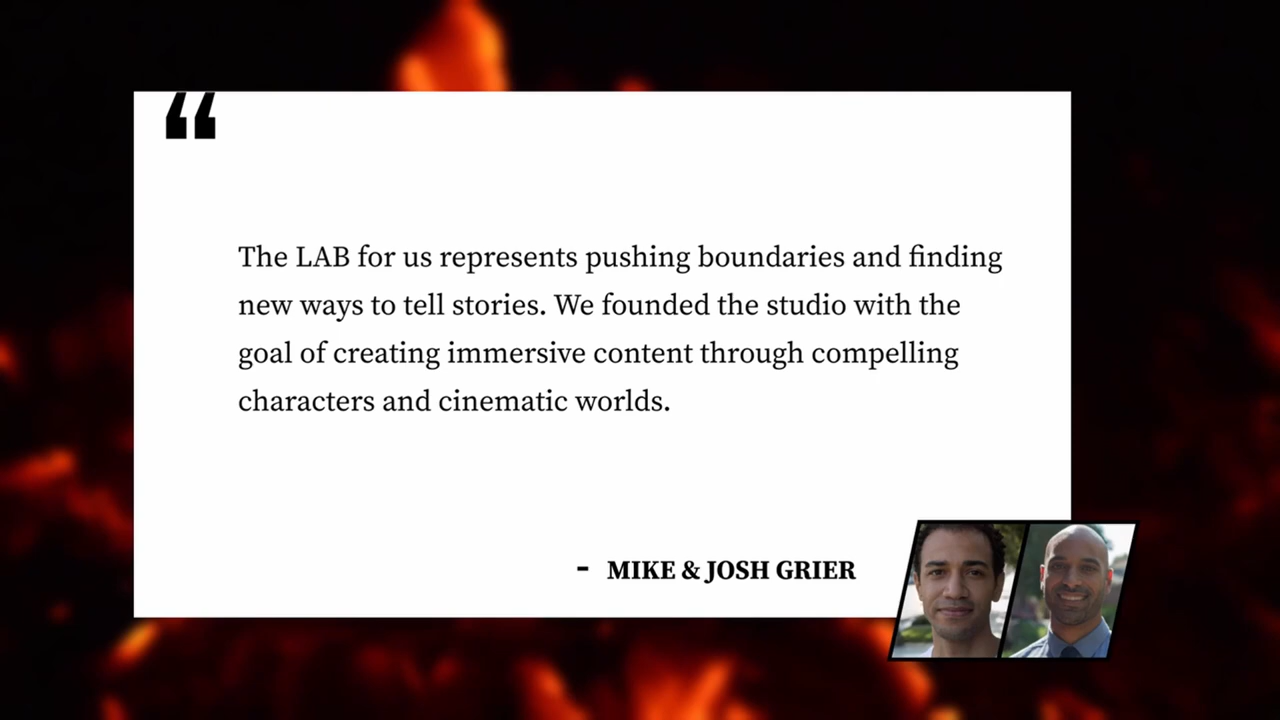 “
The LAB for us represents pushing boundaries and finding
new ways to tell stories. We founded the studio with the
goal of creating immersive content through compelling
characters and cinematic worlds.
- MIKE & JOSH GRIER